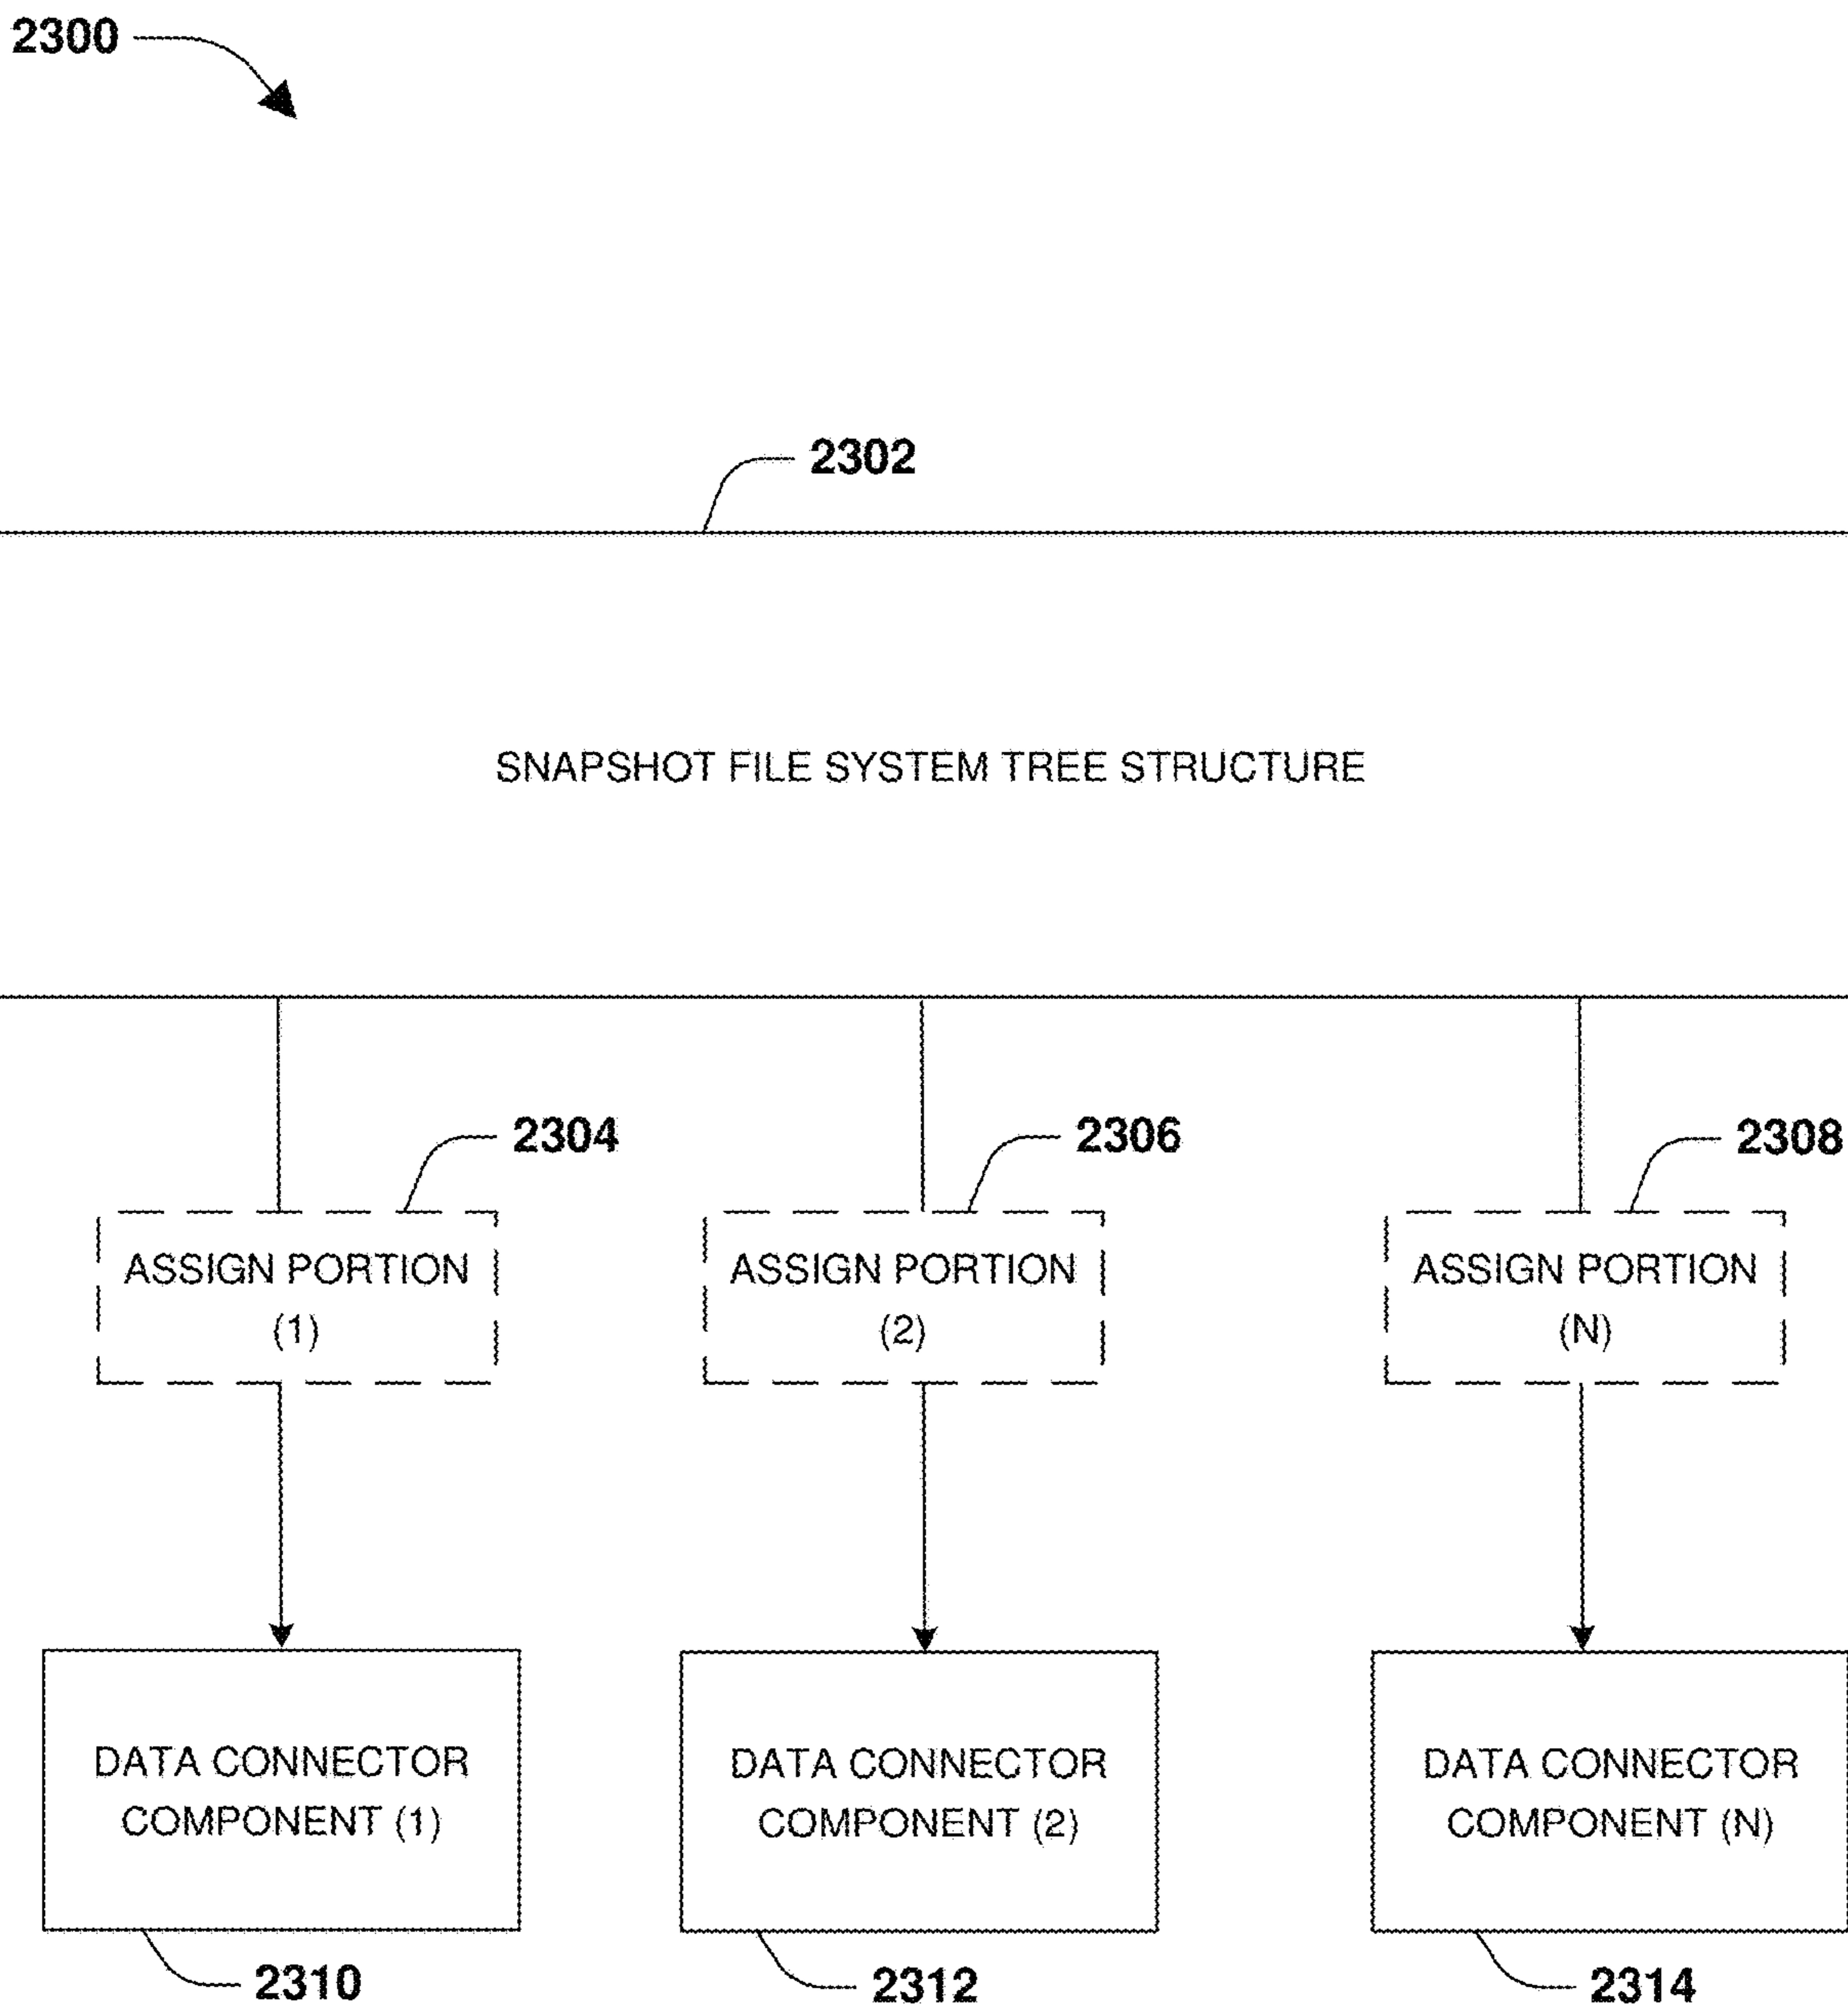 2300
2302
SNAPSHOT FILE SYSTEM TREE STRUCTURE
2304
2306
2308
ASSIGN PORTION
(1)
ASSIGN PORTION
(2)
ASSIGN PORTION
(N)
DATA CONNECTOR
COMPONENT (1)
DATA CONNECTOR
COMPONENT (2)
DATA CONNECTOR
COMPONENT (N)
2310
2312
2314